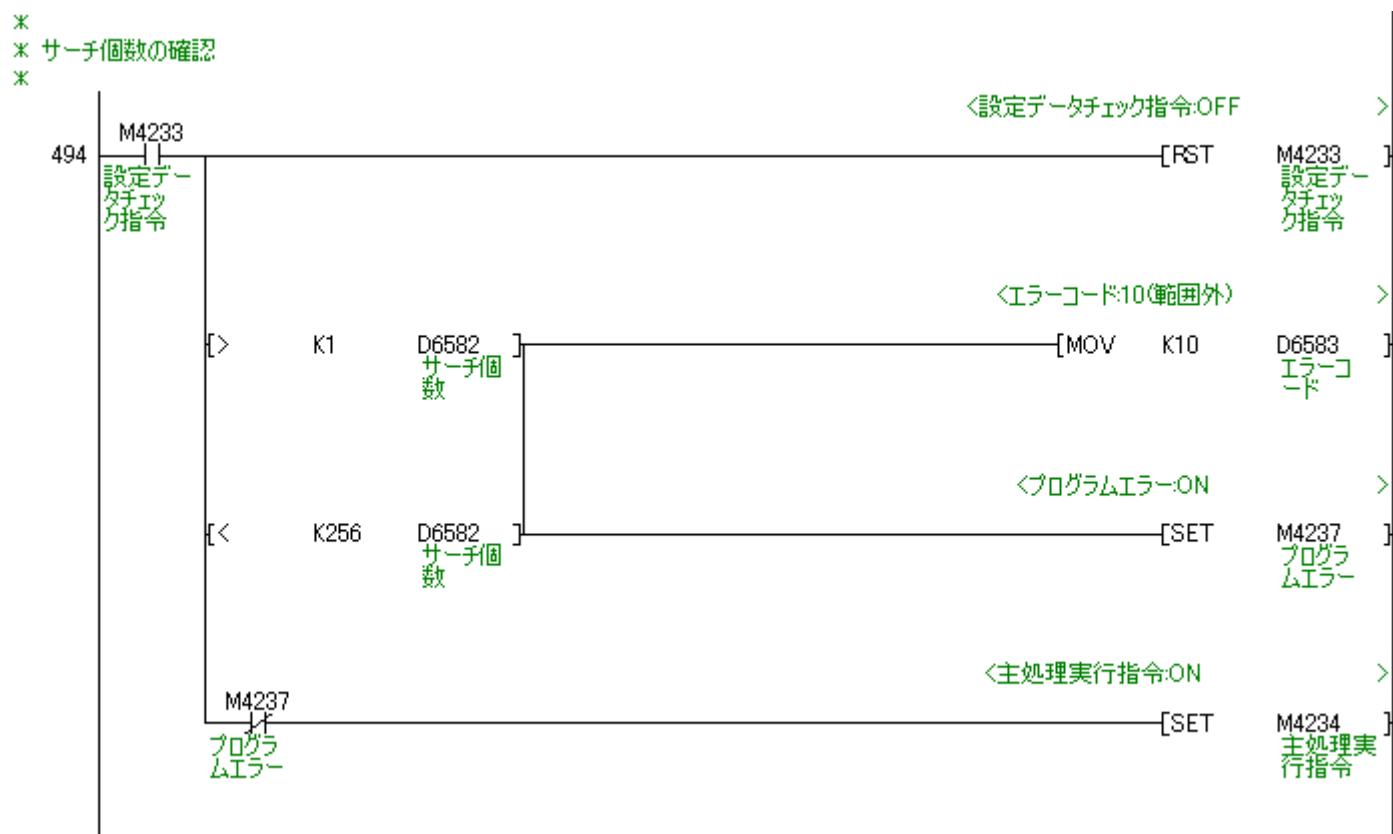 *
* サーチ個数の確認
*
<設定データチェック指令:OFF >
M4233
494 [RST M4233 ]
設定デー 設定デー
タチェッ タチェッ
ク指令 ク指令
<エラーコード:10(範囲外) >
[> K1 D6582 ] [MOV K10 D6583 ]
サーチ個 エラーコ
数 ード
<プログラムエラー:ON >
[< K256 D6582 ] [SET M4237 ]
サーチ個 プログラ
数 ムエラー
<主処理実行指令:ON >
M4237
[SET M4234 ]
プログラ 主処理実
ムエラー 行指令